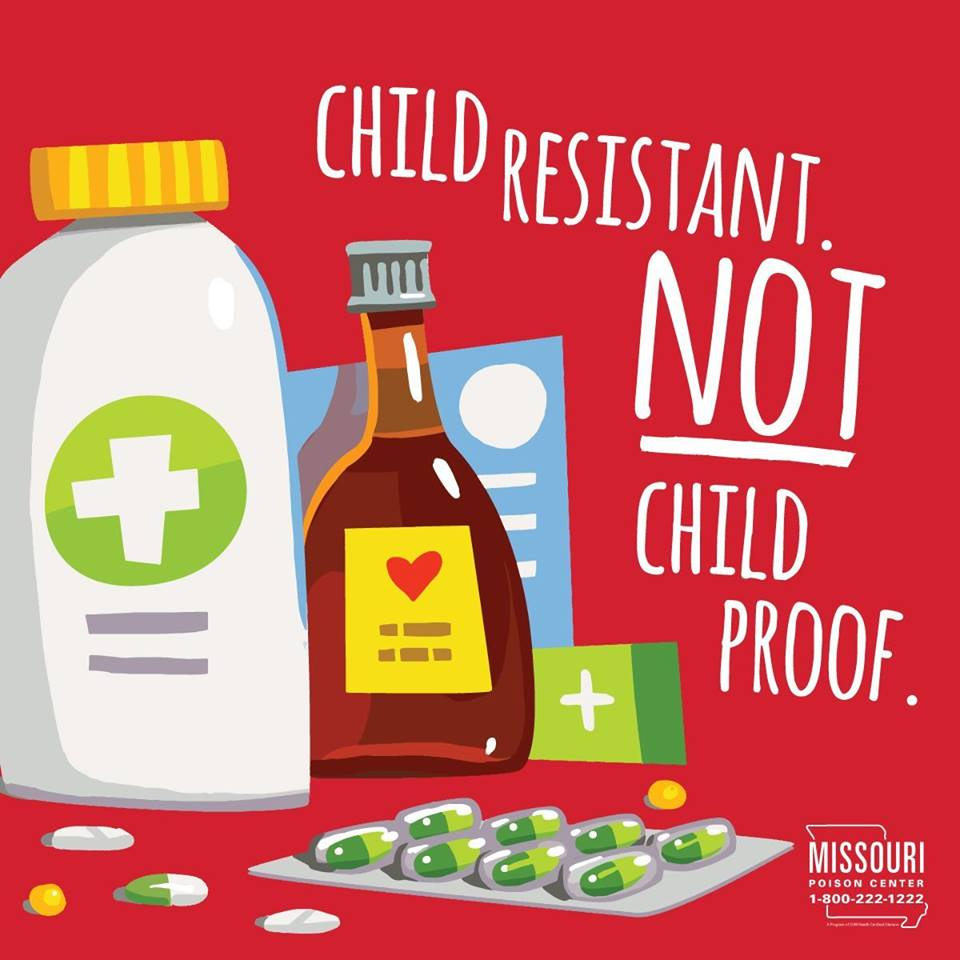 CHILD RESISTANT.
NOT
CHILD
PROOF.
MISSOURI
POISON CENTER
1-800-222-1222